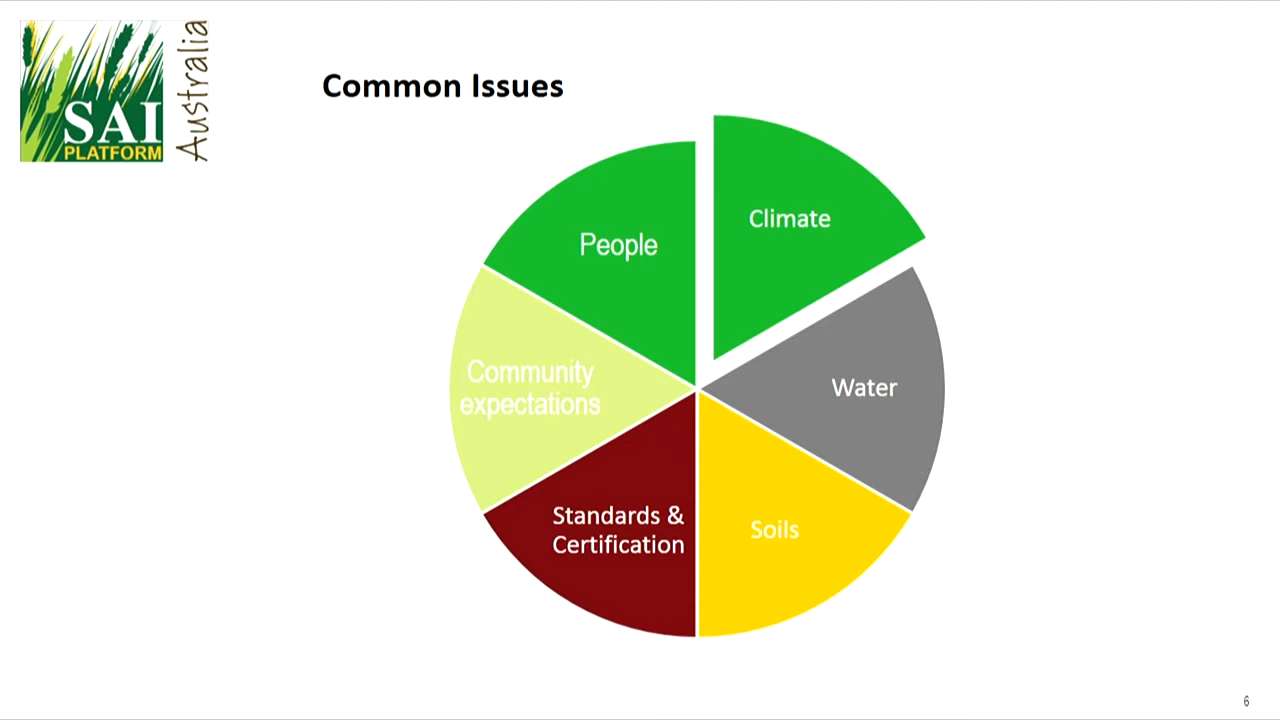 SAI
PLATFORM
Australia
Common Issues
Climate
People
Community
expectations
Water
Standards &
Certification
Soils
6